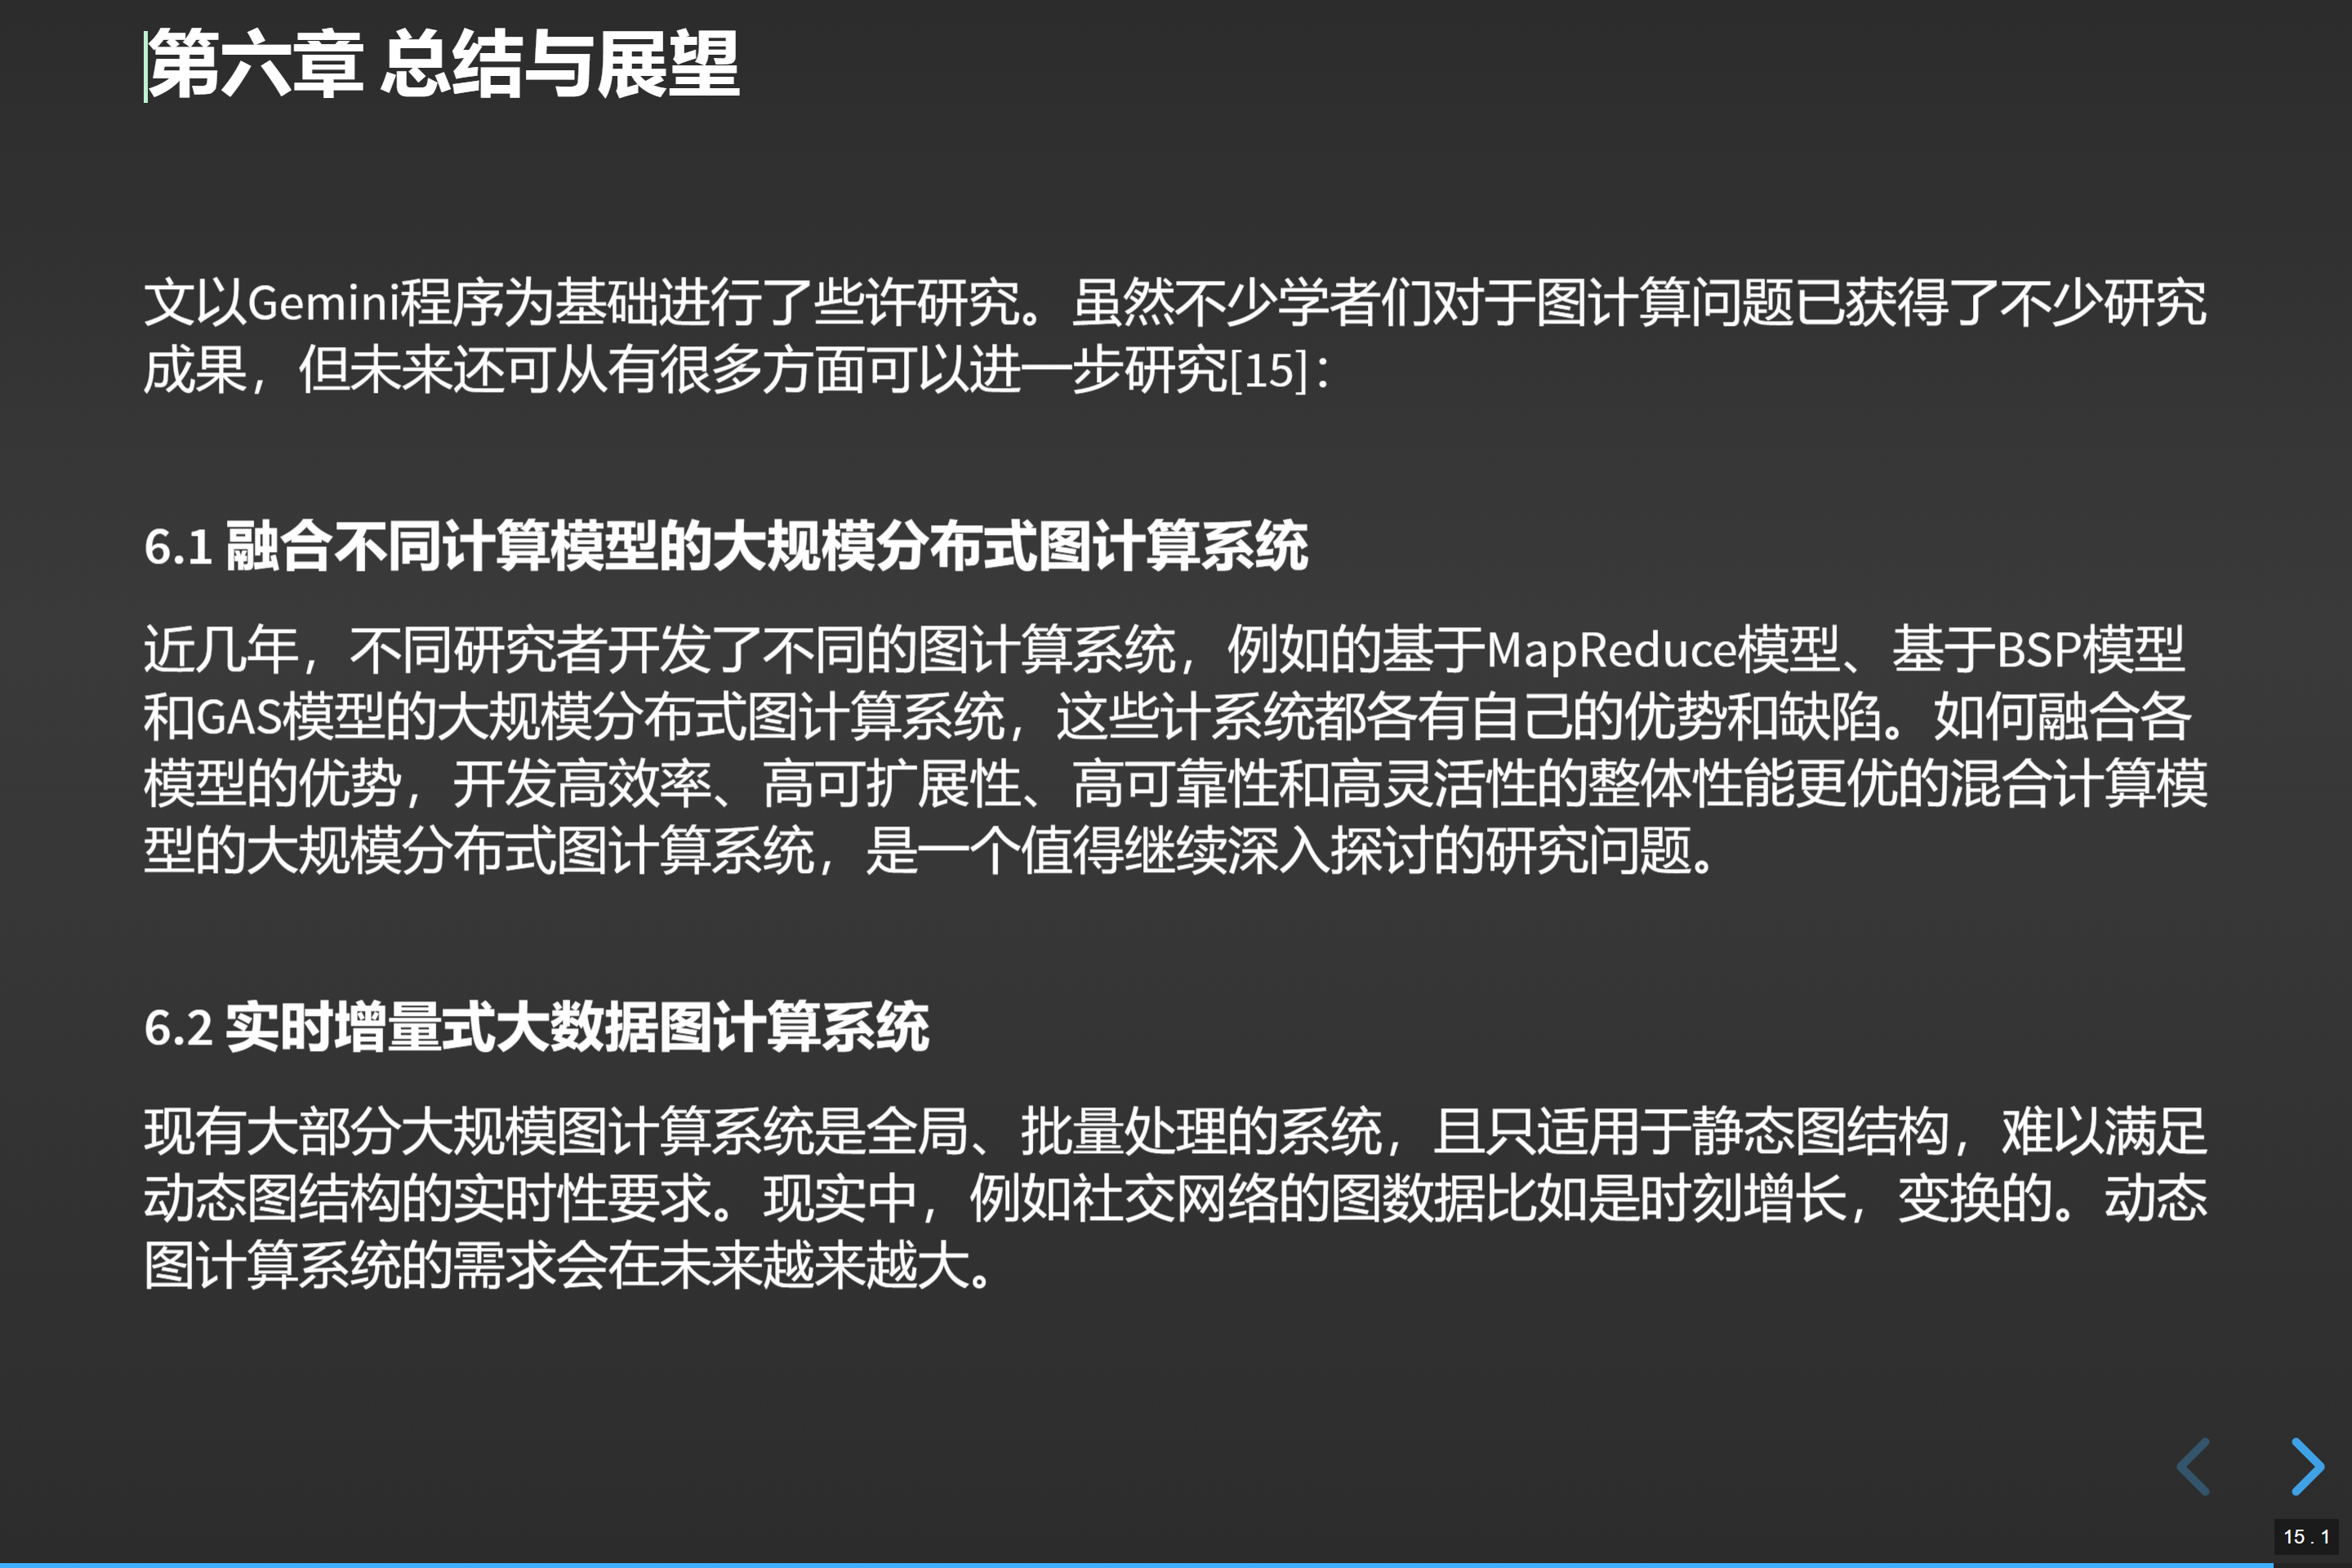 第六章 总结与展望
文以Gemini程序为基础进行了些许研究。虽然不少学者们对于图计算问题已获得了不少研究
成果，但未来还可从有很多方面可以进一步研究[15]：
6.1 融合不同计算模型的大规模分布式图计算系统
近几年，不同研究者开发了不同的图计算系统，例如的基于MapReduce模型、基于BSP模型
和GAS模型的大规模分布式图计算系统，这些计系统都各有自己的优势和缺陷。如何融合各
模型的优势，开发高效率、高可扩展性、高可靠性和高灵活性的整体性能更优的混合计算模
型的大规模分布式图计算系统，是一个值得继续深入探讨的研究问题。
6.2 实时增量式大数据图计算系统
现有大部分大规模图计算系统是全局、批量处理的系统，且只适用于静态图结构，难以满足
动态图结构的实时性要求。现实中，例如社交网络的图数据比如是时刻增长，变换的。动态
图计算系统的需求会在未来越来越大。
15 . 1